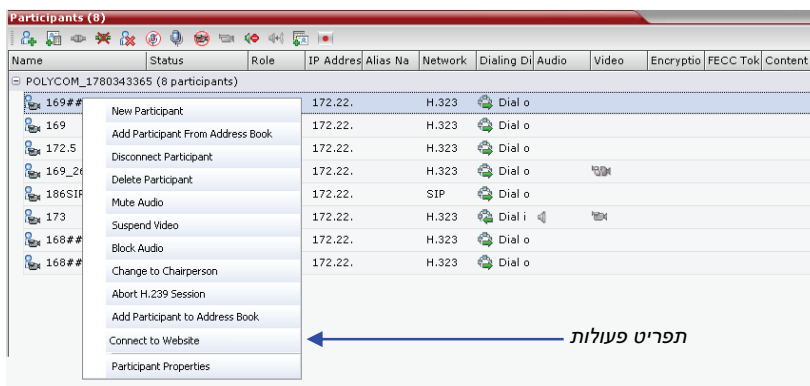 Participants (8)
Name Status Role IP Addres Alias Na Network Dialing Di Audio Video Encryptio FECC Tok Content
POLYCOM_1780343365 (8 participants)
169## 172.22. H.323 Dial o
169 172.22. H.323 Dial o
172.5 172.22. H.323 Dial o
169_26 172.22. H.323 Dial o
186SIP 172.22. SIP Dial o
173 172.22. H.323 Dial i
168## 172.22. H.323 Dial o
168## 172.22. H.323 Dial o
New Participant
Add Participant From Address Book
Disconnect Participant
Delete Participant
Mute Audio
Suspend Video
Block Audio
Change to Chairperson
Abort H.239 Session
Add Participant to Address Book
Connect to Website
Participant Properties
תפריט פעולות